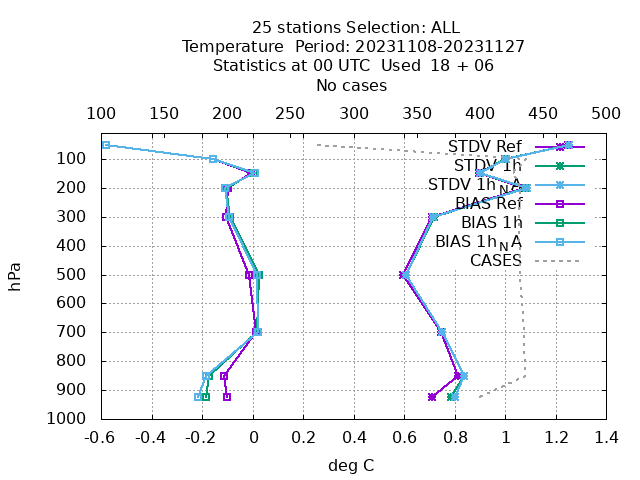 25 stations Selection: ALL
Temperature  Period: 20231108-20231127
Statistics at 00 UTC  Used  18 + 06
No cases
100 150 200 250 300 350 400 450 500
STDV Ref
STDV 1h
STDV 1h_NA
BIAS Ref
BIAS 1h
BIAS 1h_NA
CASES
hPa
100
200
300
400
500
600
700
800
900
1000
-0.6 -0.4 -0.2 0 0.2 0.4 0.6 0.8 1 1.2 1.4
deg C